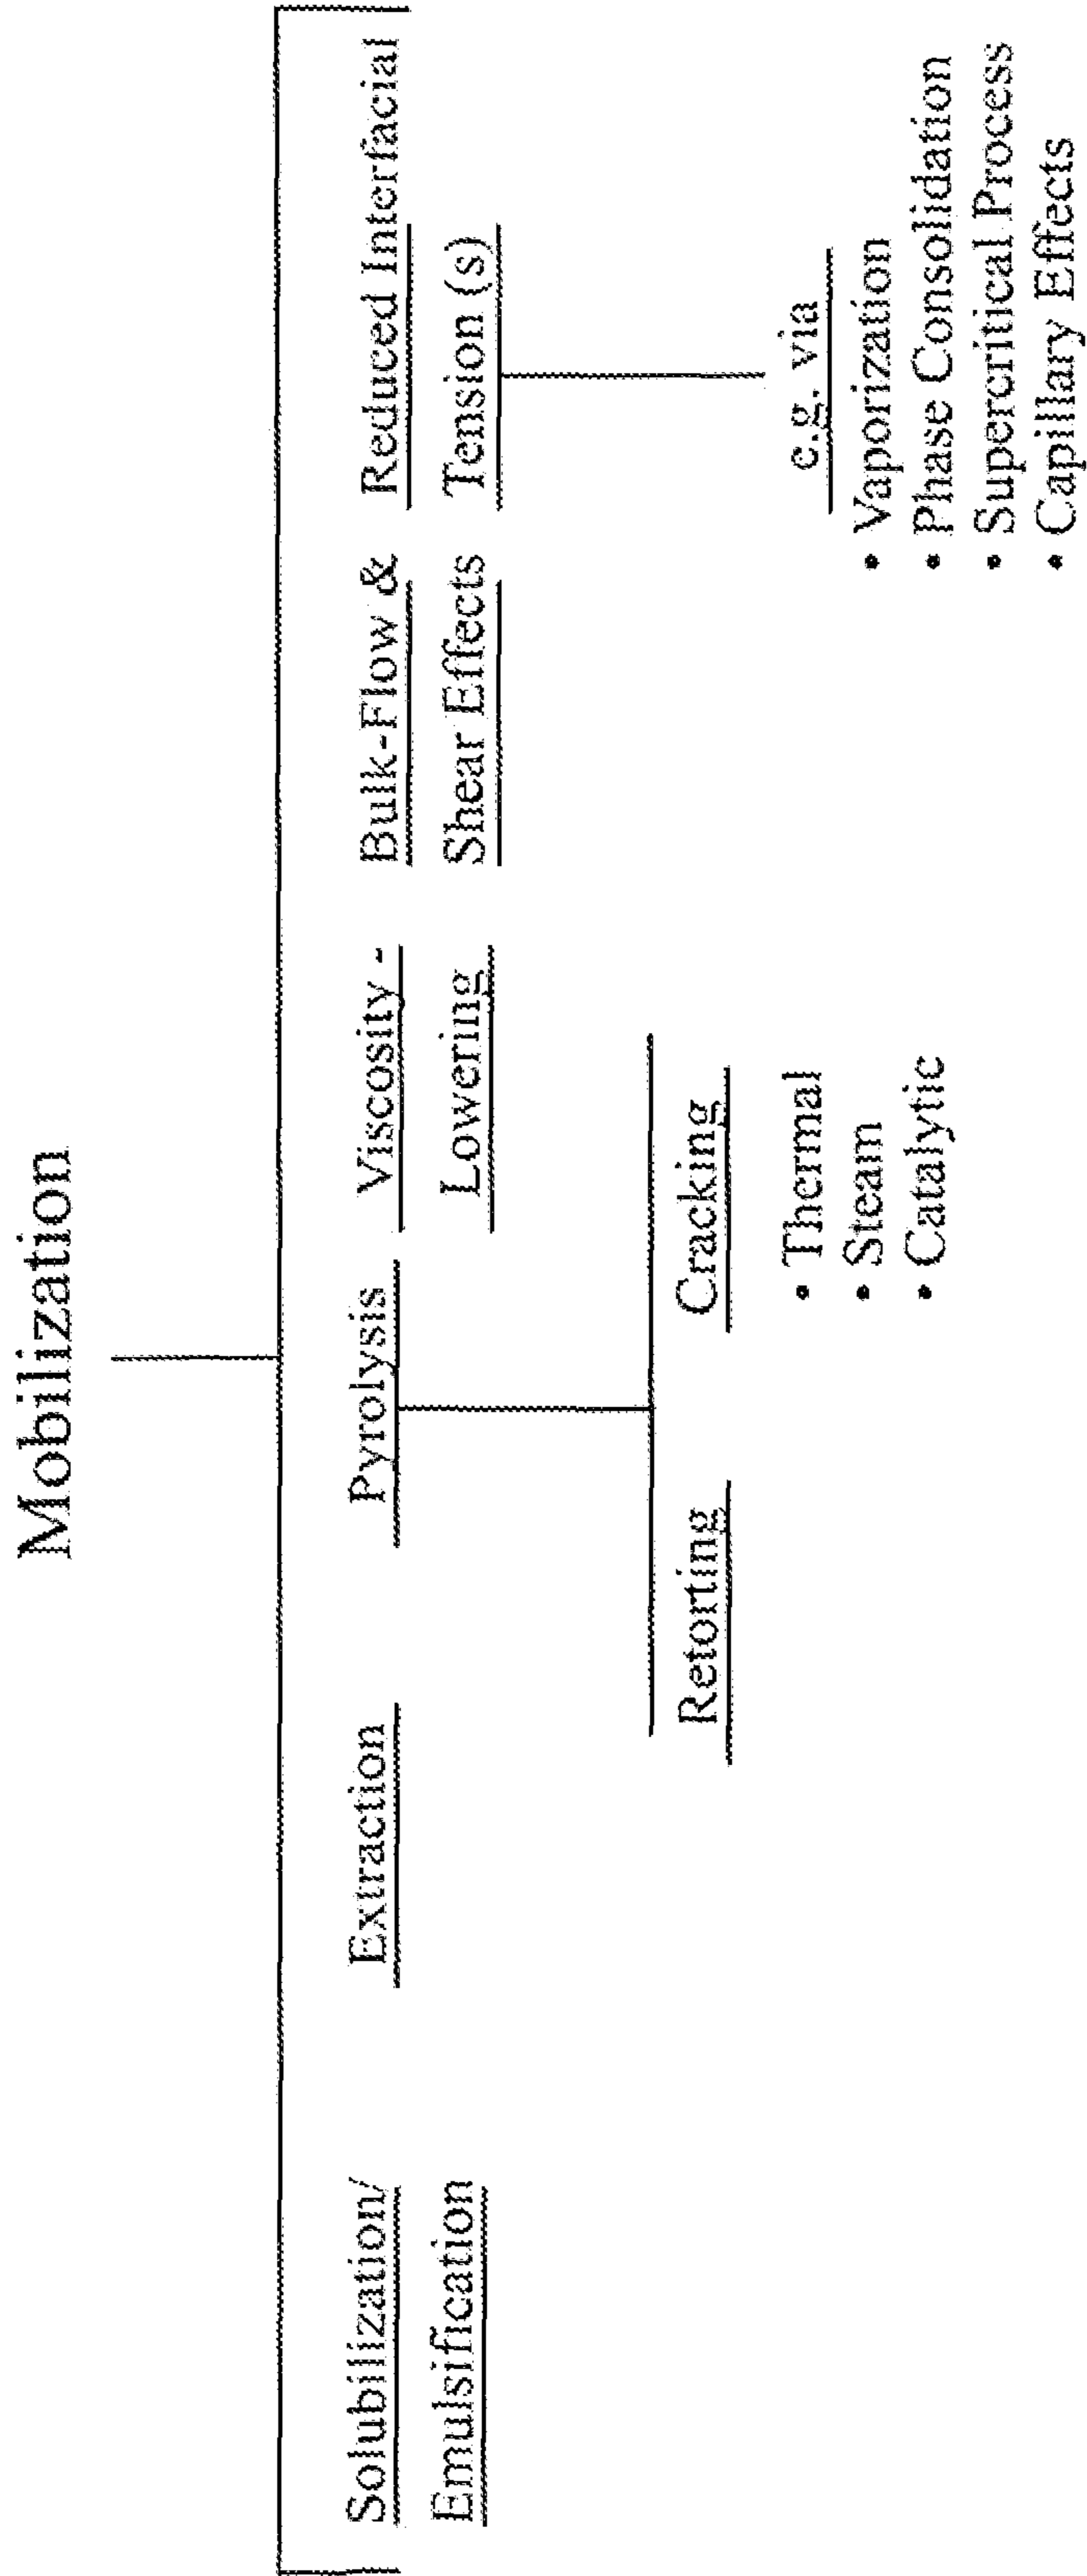 Mobilization
Solubilization/
Emulsification
Extraction
Pyrolysis
Viscosity -
Lowering
Bulk-Flow &
Shear Effects
Reduced Interfacial
Tension (s)
Retorting
Cracking
• Thermal
• Steam
• Catalytic
e.g. via
• Vaporization
• Phase Consolidation
• Supercritical Process
• Capillary Effects